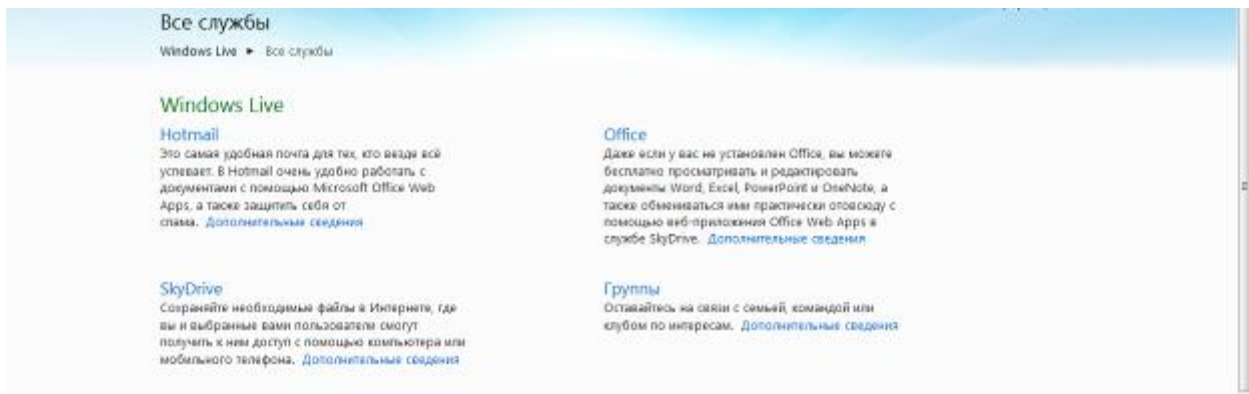 Все службы
Windows Live ▸ Все службы
Windows Live
Hotmail
Это самая удобная почта для тех, кто везде всё
успевает. В Hotmail очень удобно работать с
документами с помощью Microsoft Office Web
Apps, а также защитить себя от
спама. Дополнительные сведения
Office
Даже если у вас не установлен Office, вы можете
бесплатно просматривать и редактировать
документы Word, Excel, PowerPoint и OneNote, а
также обмениваться ими практически отовсюду с
помощью веб-приложения Office Web Apps в
службе SkyDrive. Дополнительные сведения
SkyDrive
Сохраняйте необходимые файлы в Интернете, где
вы и выбранные вами пользователи смогут
получить к ним доступ с помощью компьютера или
мобильного телефона. Дополнительные сведения
Группы
Оставайтесь на связи с семьей, командой или
клубом по интересам. Дополнительные сведения